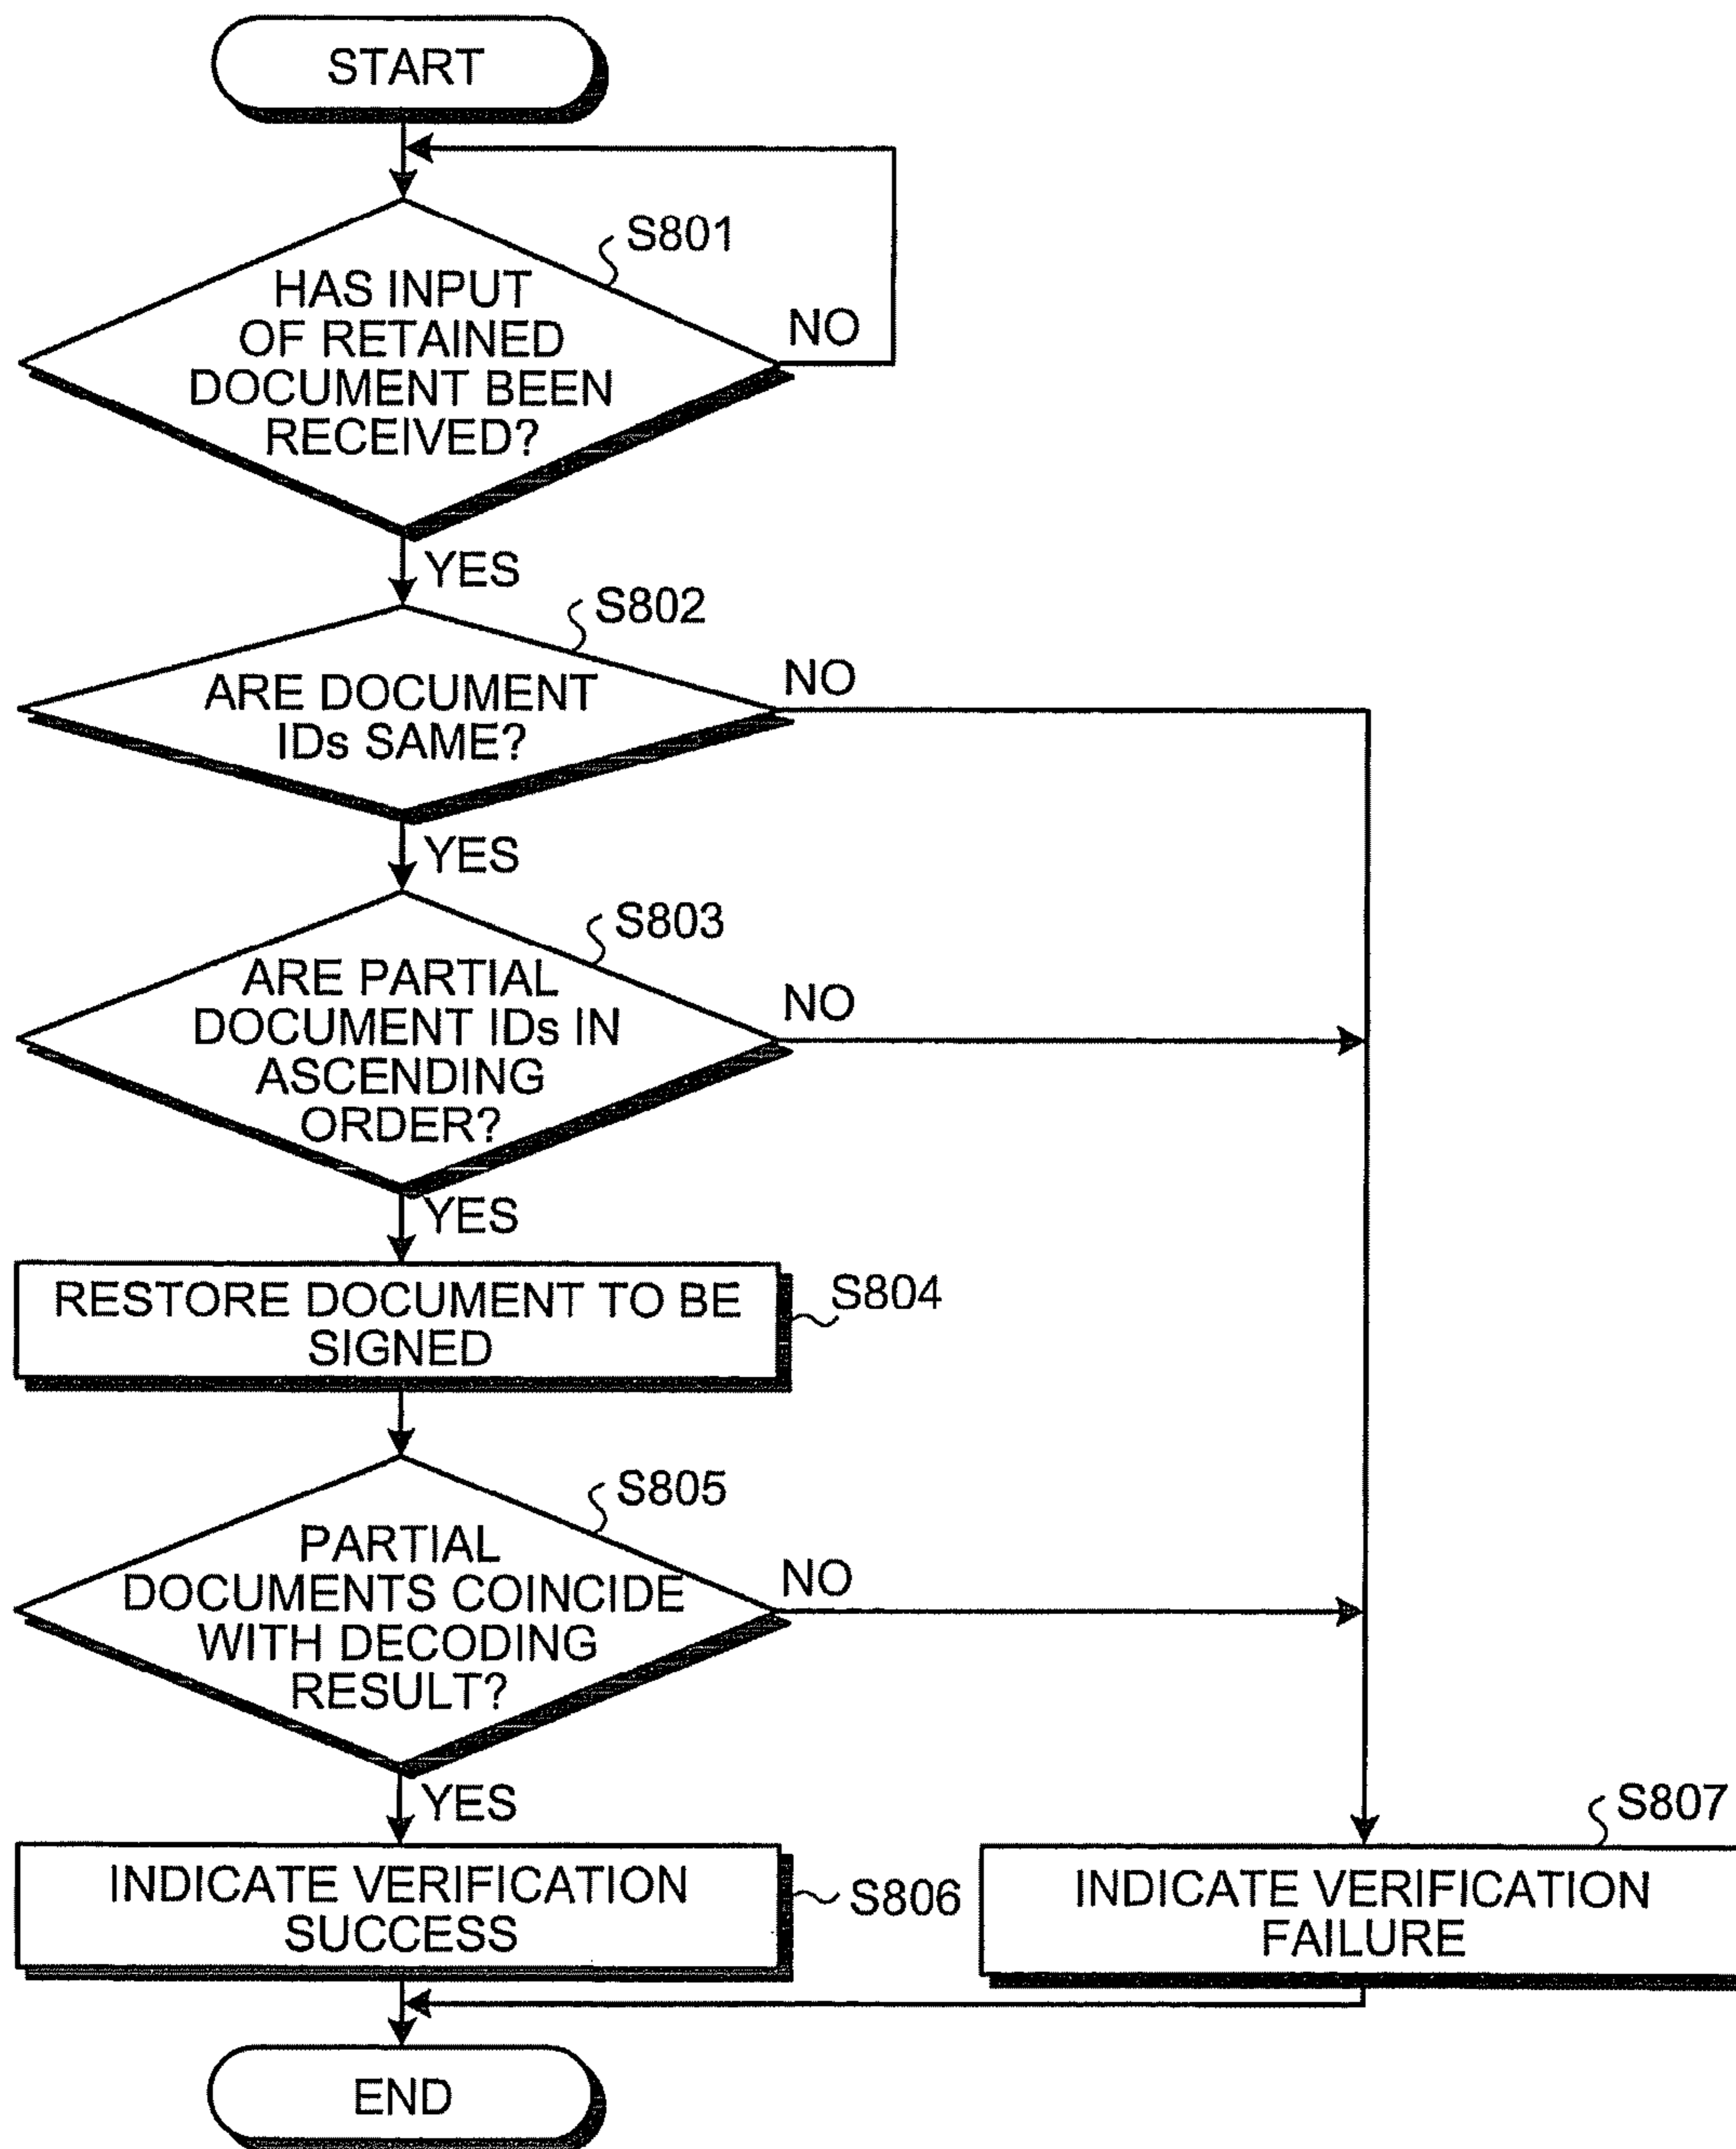 START
S801
HAS INPUT
OF RETAINED
DOCUMENT BEEN
RECEIVED?
NO
YES
S802
ARE DOCUMENT
IDs SAME?
NO
YES
S803
ARE PARTIAL
DOCUMENT IDs IN
ASCENDING
ORDER?
NO
YES
RESTORE DOCUMENT TO BE
SIGNED
S804
S805
PARTIAL
DOCUMENTS COINCIDE
WITH DECODING
RESULT?
NO
YES
INDICATE VERIFICATION
SUCCESS
S806
S807
INDICATE VERIFICATION
FAILURE
END